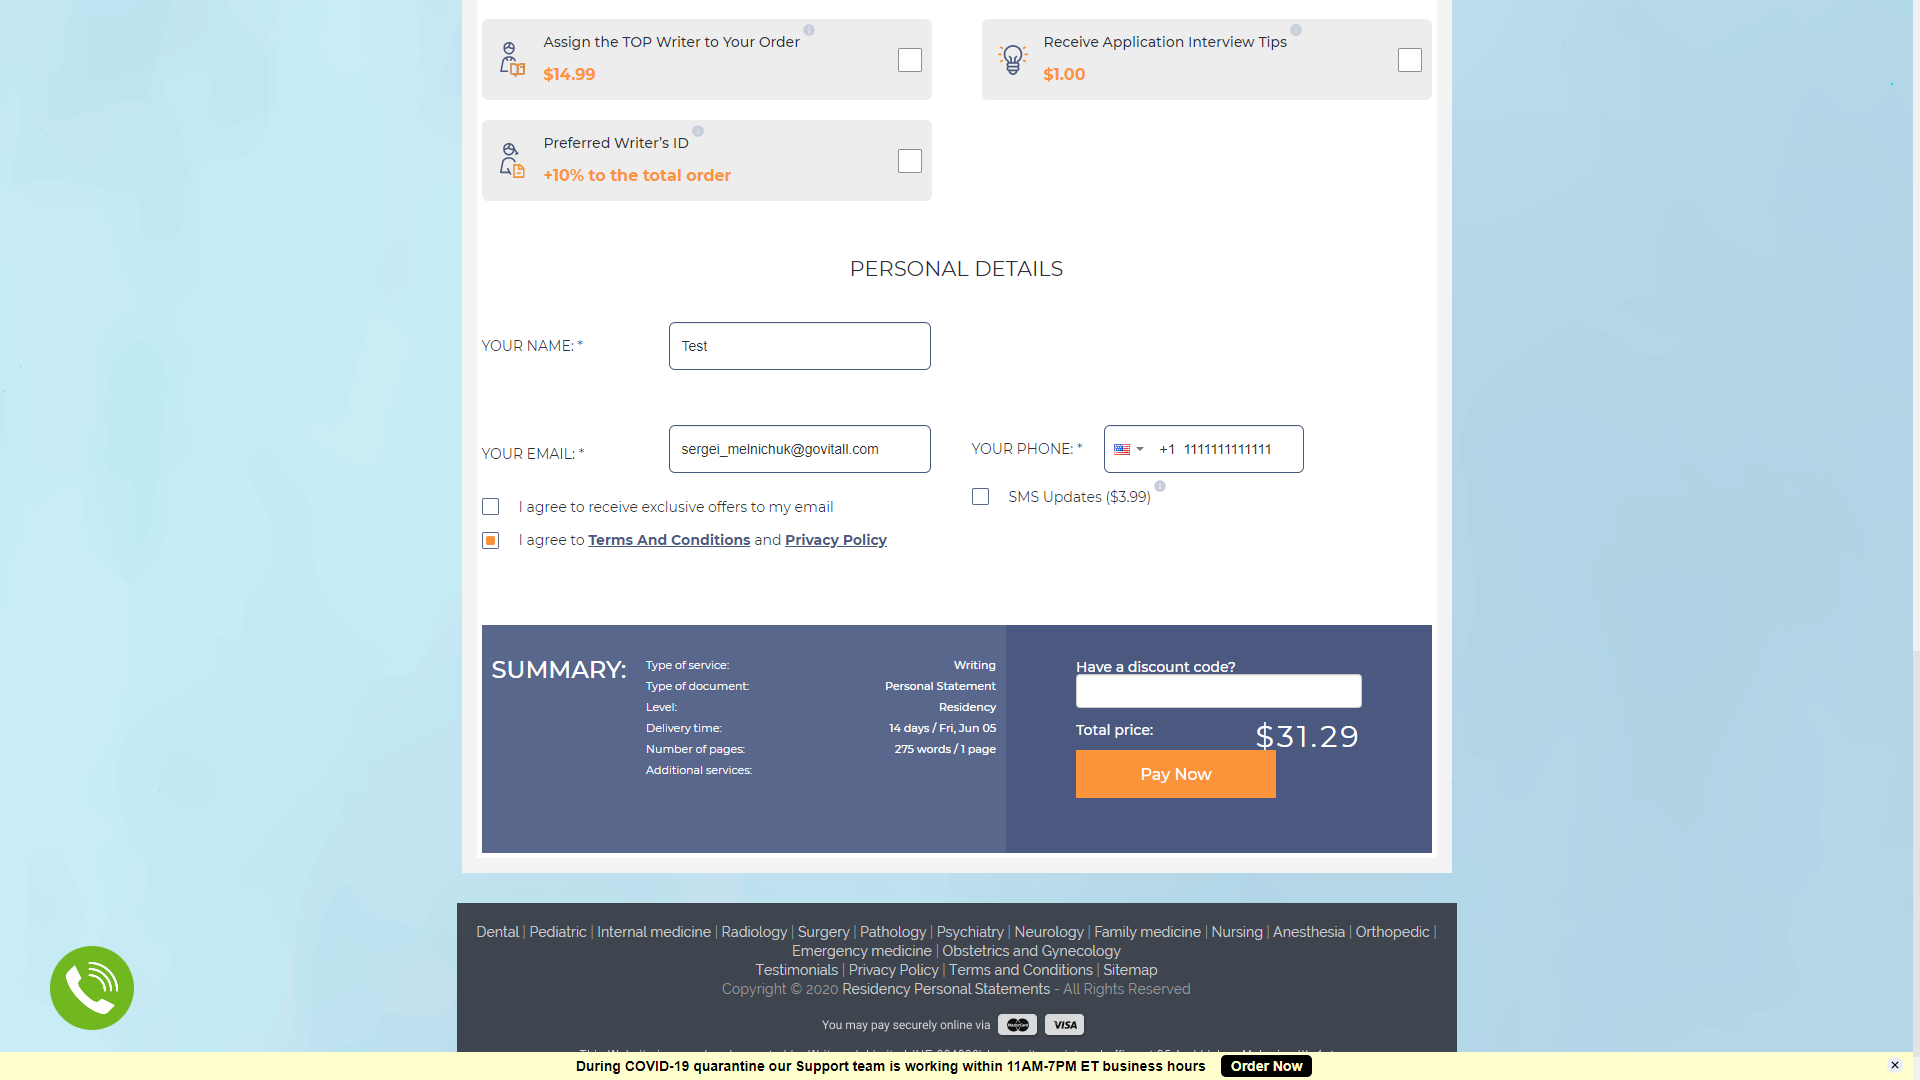 Assign the TOP Writer to Your Order
$14.99
Receive Application Interview Tips
$1.00
Preferred Writer’s ID
+10% to the total order
PERSONAL DETAILS
YOUR NAME: *
Test
YOUR EMAIL: *
sergei_melnichuk@govitall.com
YOUR PHONE: *
+1 1111111111111
I agree to receive exclusive offers to my email
SMS Updates ($3.99)
I agree to Terms And Conditions and Privacy Policy
SUMMARY:
Type of service: Writing
Type of document: Personal Statement
Level: Residency
Delivery time: 14 days / Fri, Jun 05
Number of pages: 275 words / 1 page
Additional services:
Have a discount code?
Total price: $31.29
Pay Now
Dental | Pediatric | Internal medicine | Radiology | Surgery | Pathology | Psychiatry | Neurology | Family medicine | Nursing | Anesthesia | Orthopedic |
Emergency medicine | Obstetrics and Gynecology
Testimonials | Privacy Policy | Terms and Conditions | Sitemap
Copyright © 2020 Residency Personal Statements - All Rights Reserved
You may pay securely online via MasterCard VISA
During COVID-19 quarantine our Support team is working within 11AM-7PM ET business hours Order Now